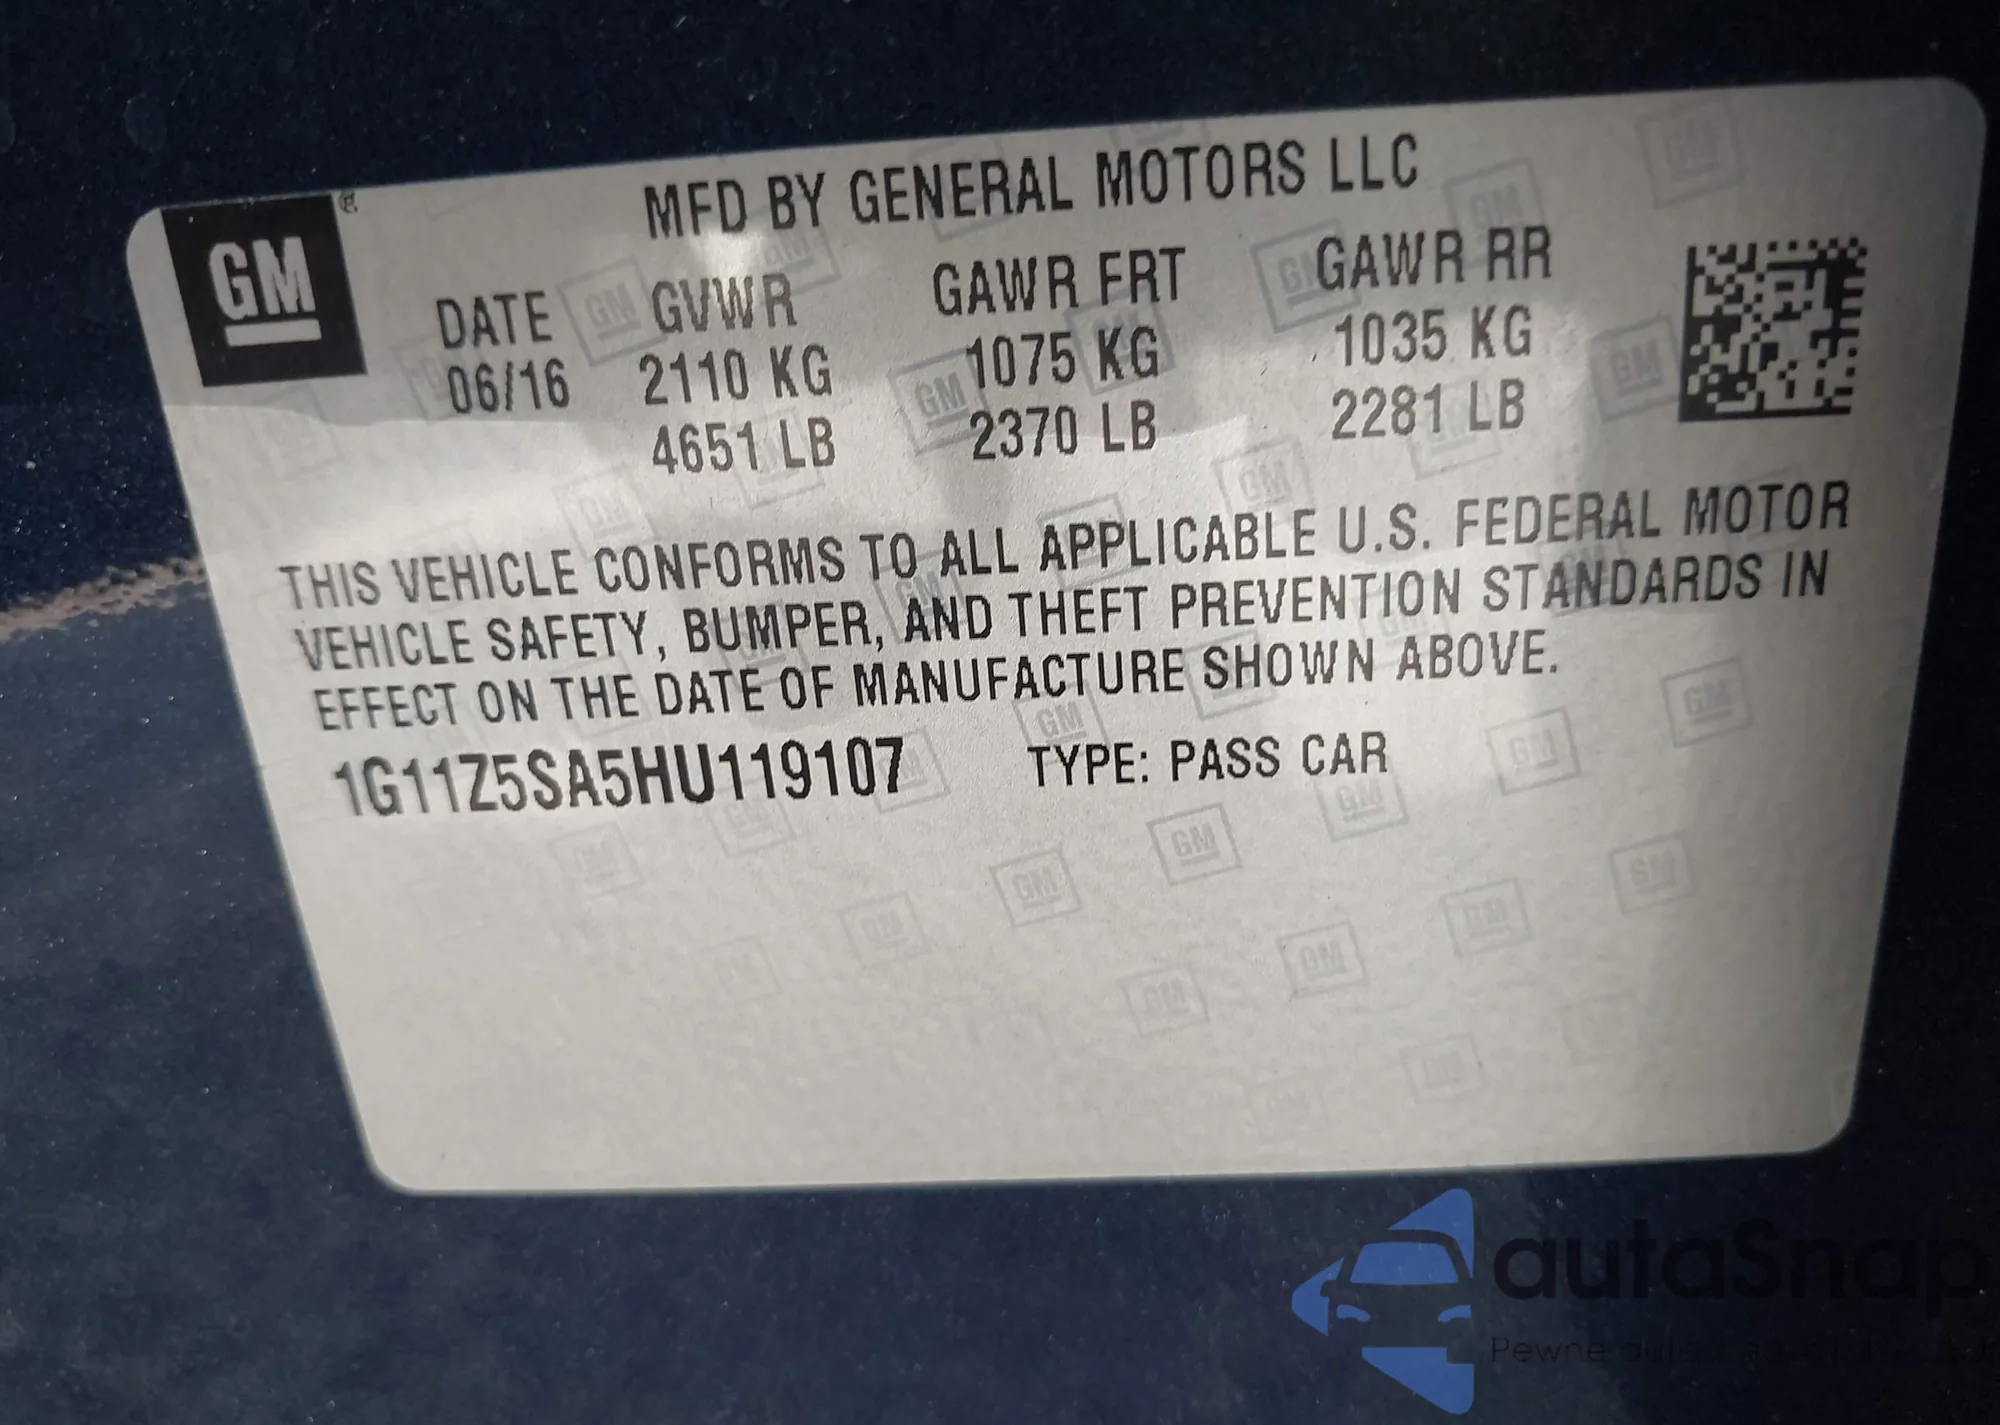 GM
MFD BY GENERAL MOTORS LLC
DATE GVWR GAWR FRT GAWR RR
06/16 2110 KG 1075 KG 1035 KG
4651 LB 2370 LB 2281 LB
THIS VEHICLE CONFORMS TO ALL APPLICABLE U.S. FEDERAL MOTOR
VEHICLE SAFETY, BUMPER, AND THEFT PREVENTION STANDARDS IN
EFFECT ON THE DATE OF MANUFACTURE SHOWN ABOVE.
1G11Z5SA5HU119107 TYPE: PASS CAR
autaSnap
Pewne